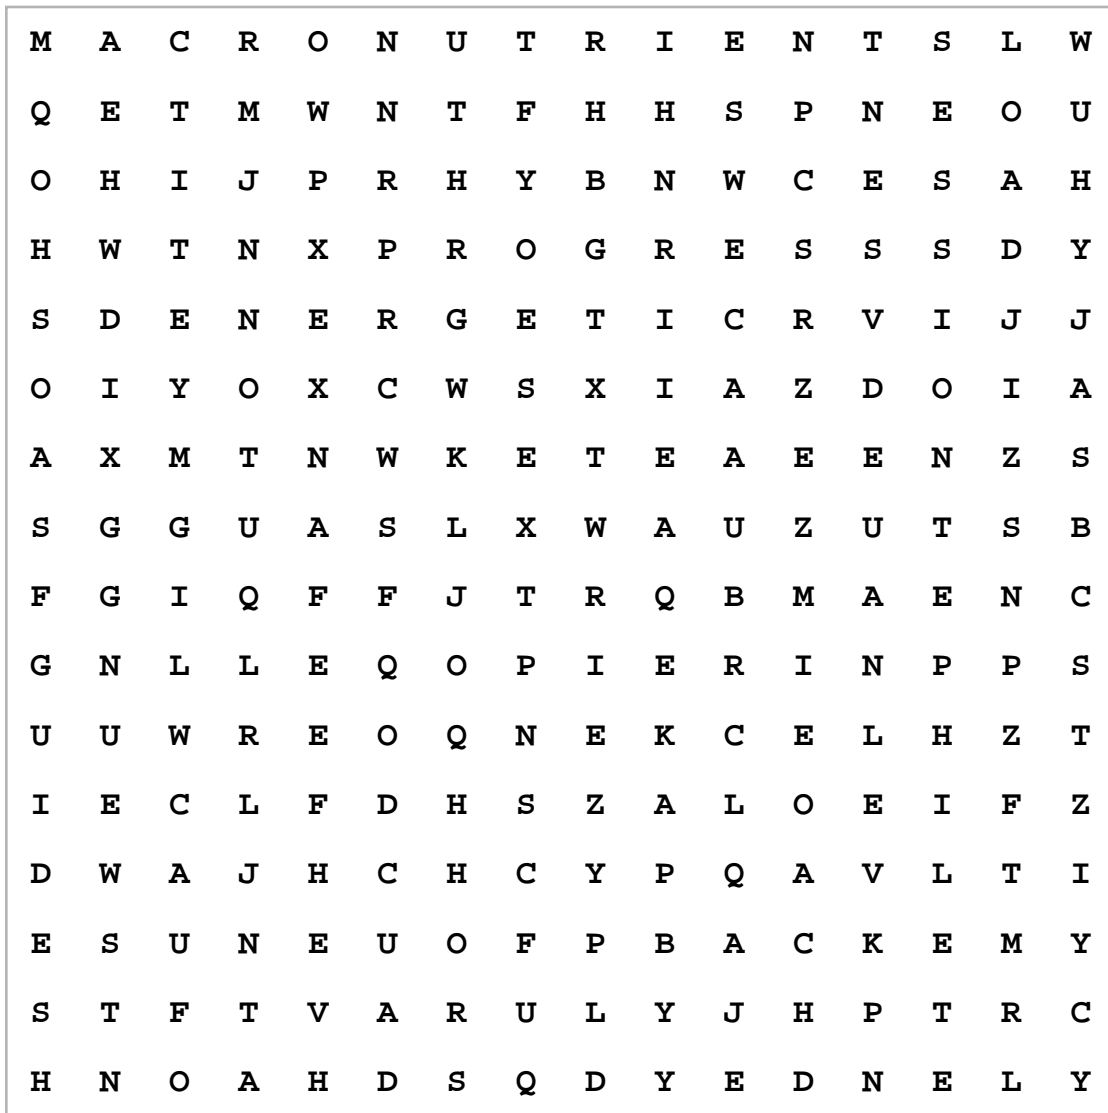 M A C R O N U T R I E N T S L W
Q E T M W N T F H H S P N E O U
O H I J P R H Y B N W C E S A H
H W T N X P R O G R E S S S D Y
S D E N E R G E T I C R V I J J
O I Y O X C W S X I A Z D O I A
A X M T N W K E T E A E E N Z S
S G G U A S L X W A U Z U T S B
F G I Q F F J T R Q B M A E N C
G N L L E Q O P I E R I N P P S
U U W R E O Q N E K C E L H Z T
I E C L F D H S Z A L O E I F Z
D W A J H C H C Y P Q A V L T I
E S U N E U O F P B A C K E M Y
S T F T V A R U L Y J H P T R C
H N O A H D S Q D Y E D N E L Y